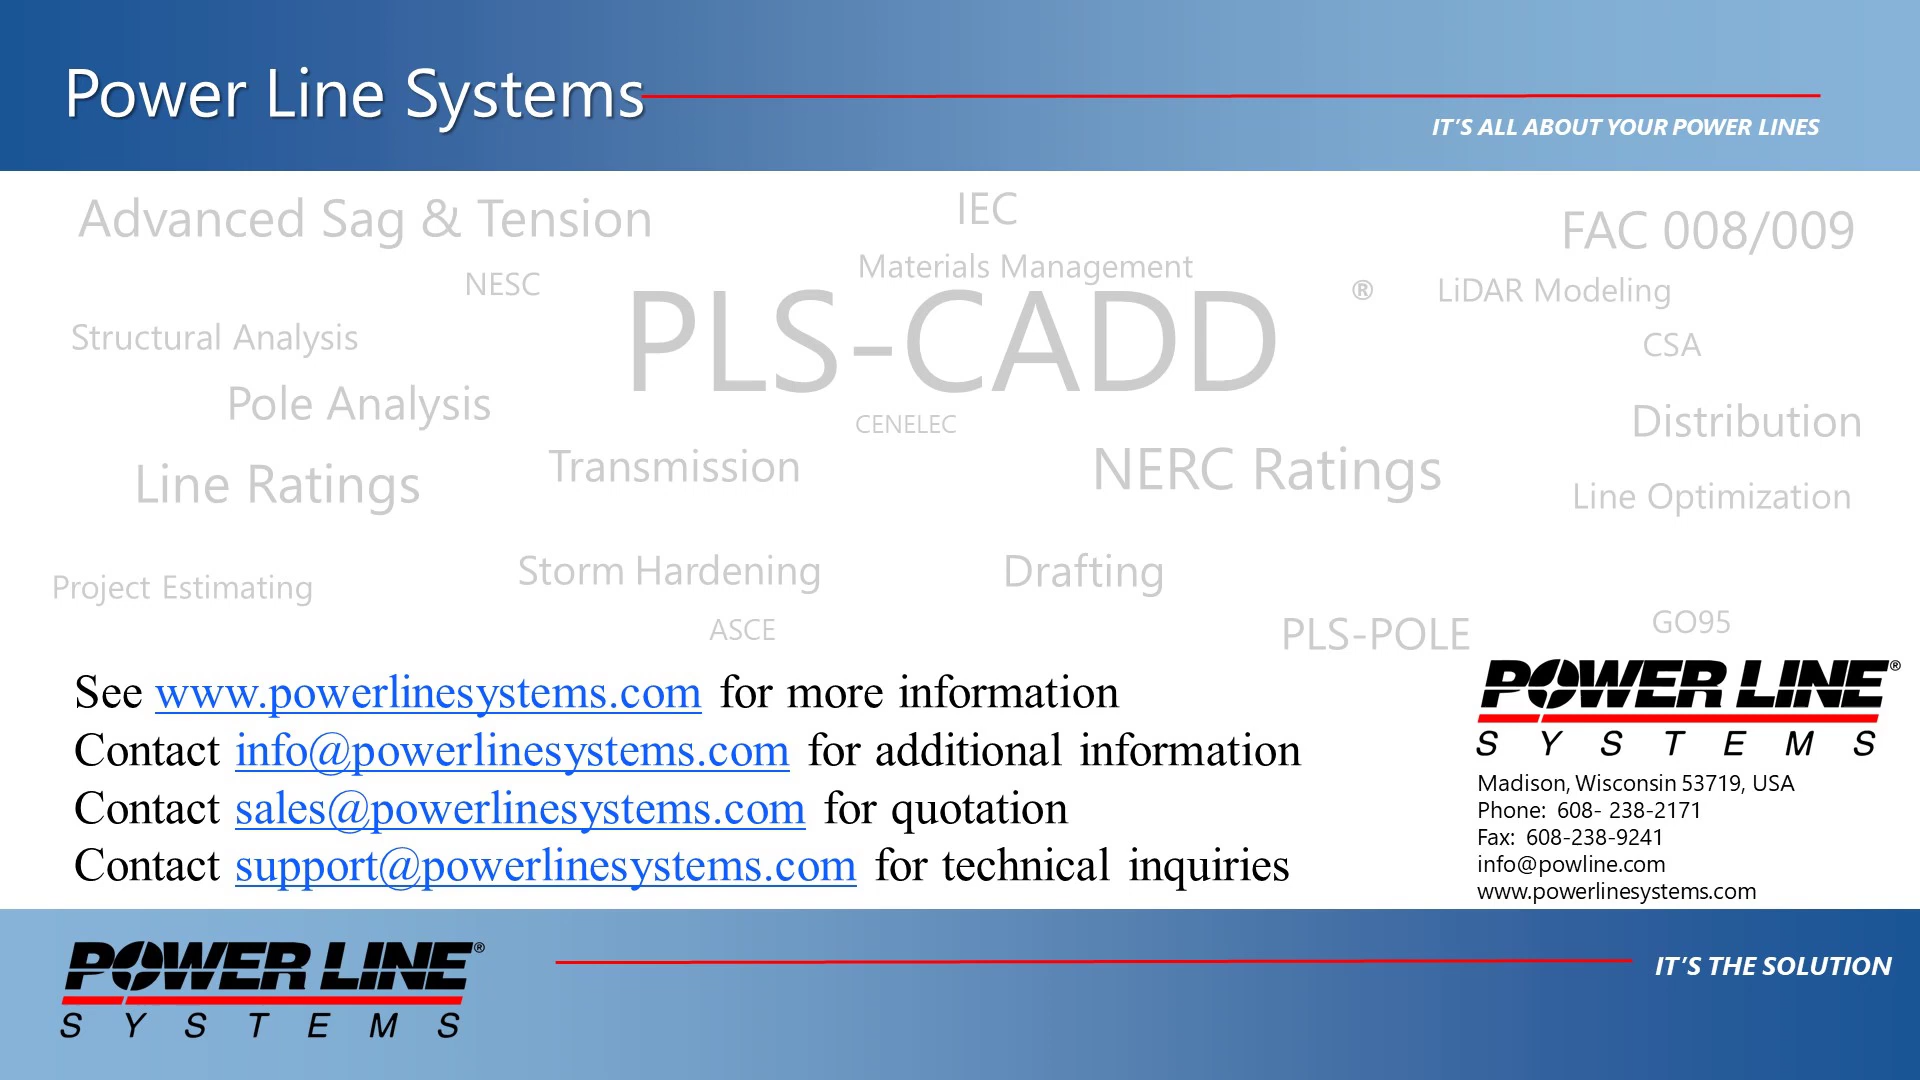 Power Line Systems
IT'S ALL ABOUT YOUR POWER LINES
Advanced Sag & Tension
IEC
FAC 008/009
NESC
Materials Management
®
LiDAR Modeling
PLS-CADD
Structural Analysis
CSA
Pole Analysis
CENELEC
Distribution
Line Ratings
Transmission
NERC Ratings
Line Optimization
Project Estimating
Storm Hardening
Drafting
ASCE
PLS-POLE
GO95
See www.powerlinesystems.com for more information
Contact info@powerlinesystems.com for additional information
Contact sales@powerlinesystems.com for quotation
Contact support@powerlinesystems.com for technical inquiries
POWER LINE®
SYSTEMS
Madison, Wisconsin 53719, USA
Phone: 608- 238-2171
Fax: 608-238-9241
info@powline.com
www.powerlinesystems.com
POWER LINE®
SYSTEMS
IT'S THE SOLUTION